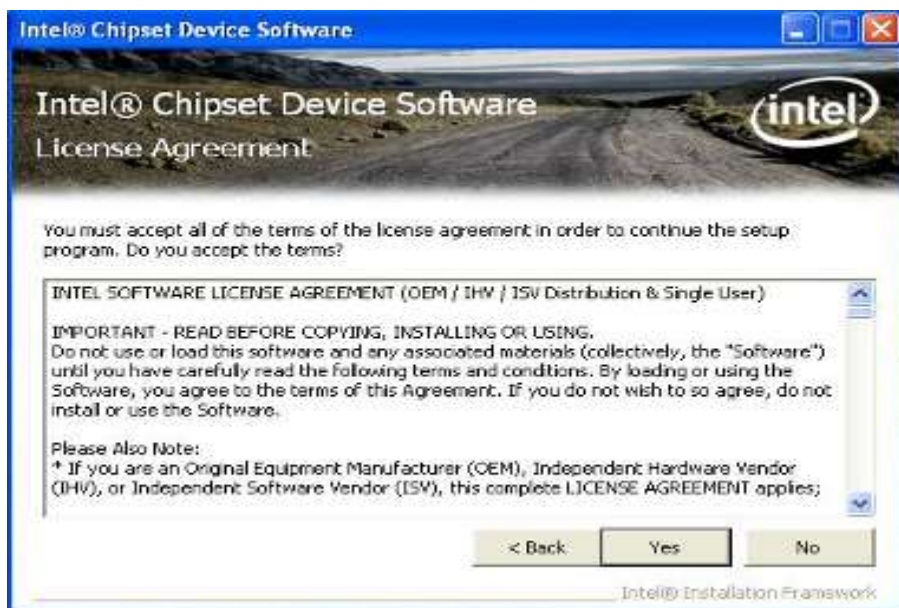 Intel® Chipset Device Software
Intel® Chipset Device Software
intel
License Agreement
You must accept all of the terms of the license agreement in order to continue the setup
program. Do you accept the terms?
INTEL SOFTWARE LICENSE AGREEMENT (OEM / IHV / ISV Distribution & Single User)
IMPORTANT - READ BEFORE COPYING, INSTALLING OR USING.
Do not use or load this software and any associated materials (collectively, the "Software")
until you have carefully read the following terms and conditions. By loading or using the
Software, you agree to the terms of this Agreement. If you do not wish to so agree, do not
install or use the Software.
Please Also Note:
* If you are an Original Equipment Manufacturer (OEM), Independent Hardware Vendor
(IHV), or Independent Software Vendor (ISV), this complete LICENSE AGREEMENT applies;
< Back
Yes
No
Intel® Installation Framework